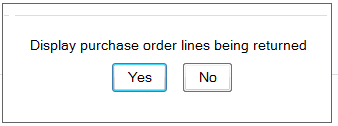 Display purchase order lines being returned
Yes No